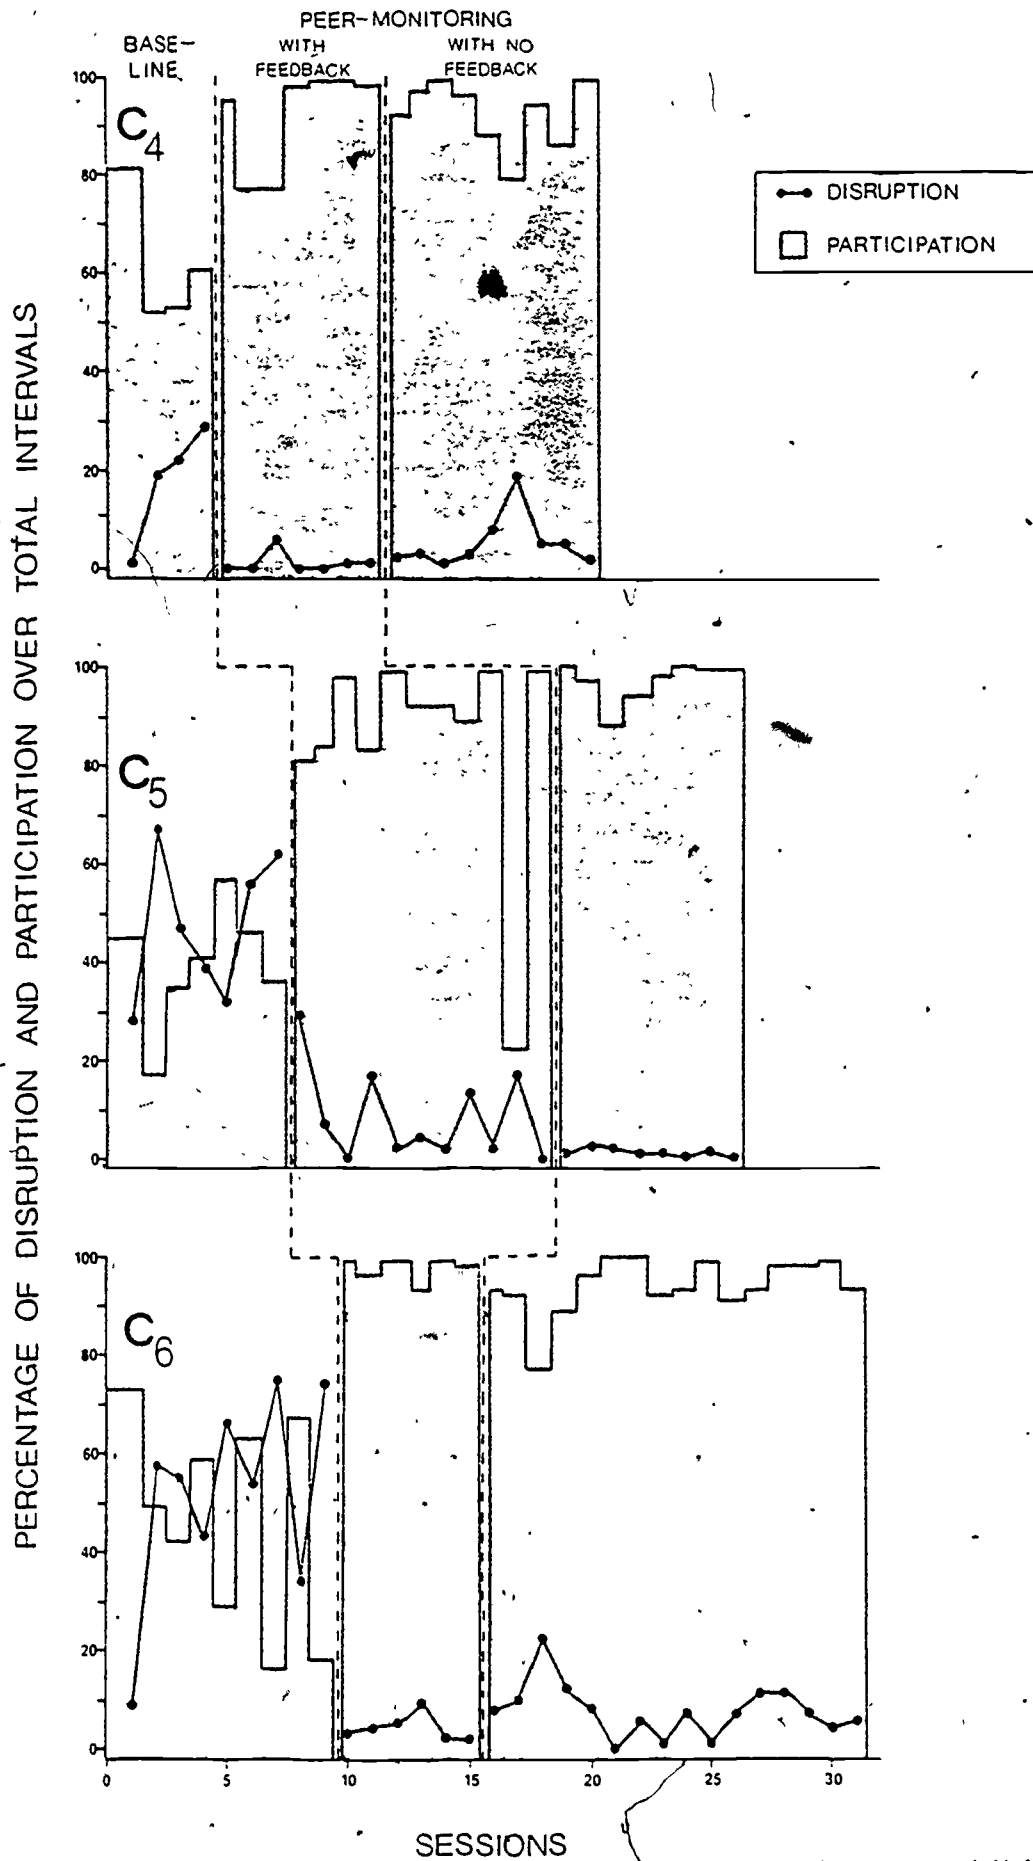 PEER-MONITORING
BASE-
LINE
WITH
FEEDBACK
WITH NO
FEEDBACK
100
80
60
40
20
0
C4
DISRUPTION
PARTICIPATION
PERCENTAGE OF DISRUPTION AND PARTICIPATION OVER TOTAL INTERVALS
100
80
60
40
20
0
C5
100
80
60
40
20
0
C6
0 5 10 15 20 25 30
SESSIONS